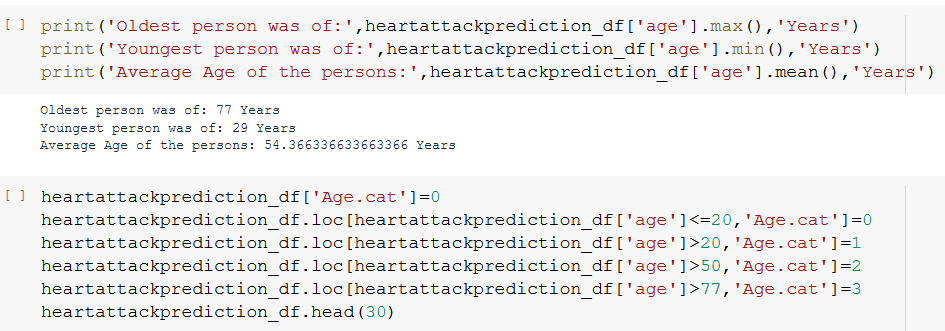 [ ] print('Oldest person was of:',heartattackprediction_df['age'].max(),'Years')
print('Youngest person was of:',heartattackprediction_df['age'].min(),'Years')
print('Average Age of the persons:',heartattackprediction_df['age'].mean(),'Years')
Oldest person was of: 77 Years
Youngest person was of: 29 Years
Average Age of the persons: 54.366336633663366 Years
[ ] heartattackprediction_df['Age.cat']=0
heartattackprediction_df.loc[heartattackprediction_df['age']<=20,'Age.cat']=0
heartattackprediction_df.loc[heartattackprediction_df['age']>20,'Age.cat']=1
heartattackprediction_df.loc[heartattackprediction_df['age']>50,'Age.cat']=2
heartattackprediction_df.loc[heartattackprediction_df['age']>77,'Age.cat']=3
heartattackprediction_df.head(30)